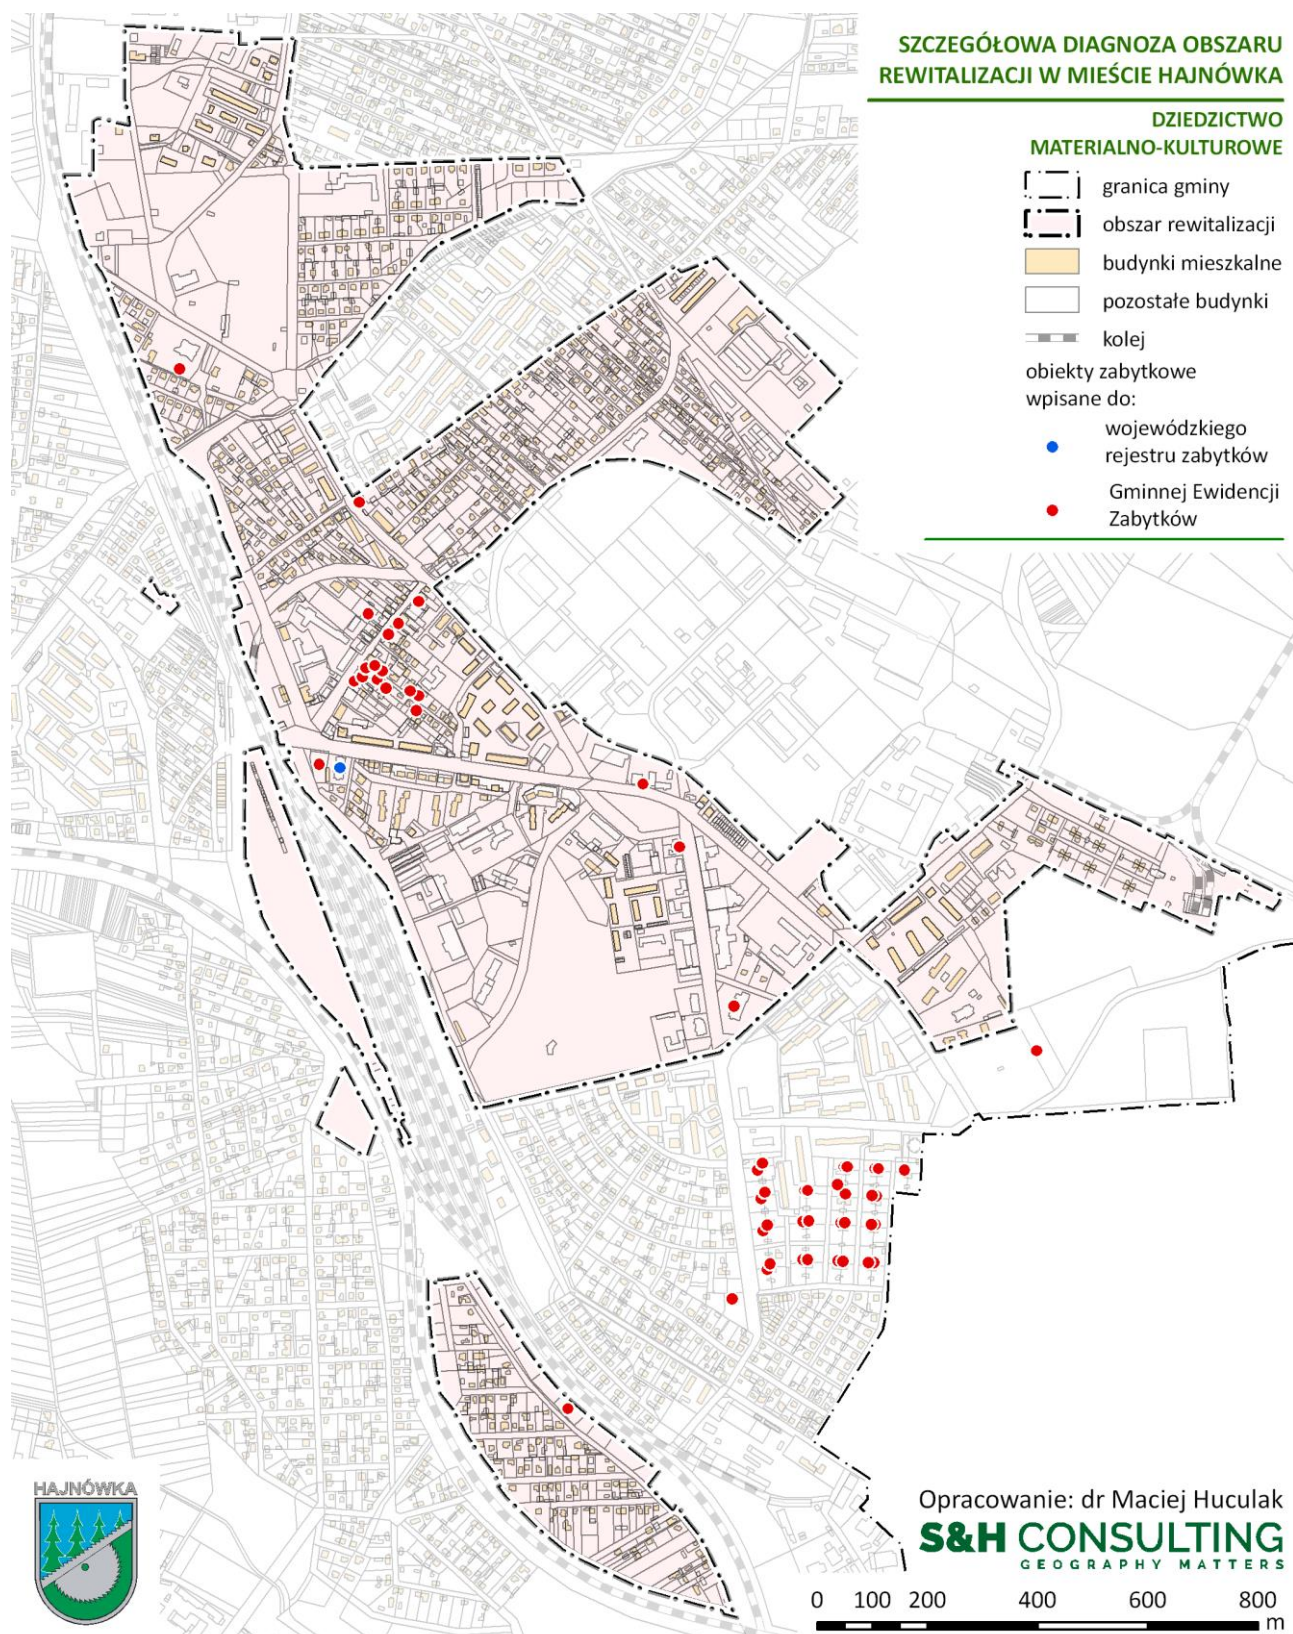 SZCZEGÓŁOWA DIAGNOZA OBSZARU
REWITALIZACJI W MIEŚCIE HAJNÓWKA
DZIEDZICTWO
MATERIALNO-KULTUROWE
granica gminy
obszar rewitalizacji
budynki mieszkalne
pozostałe budynki
kolej
obiekty zabytkowe
wpisane do:
wojewódzkiego
rejestru zabytków
Gminnej Ewidencji
Zabytków
HAJNÓWKA
Opracowanie: dr Maciej Huculak
S&H CONSULTING
GEOGRAPHY MATTERS
0 100 200 400 600 800
m